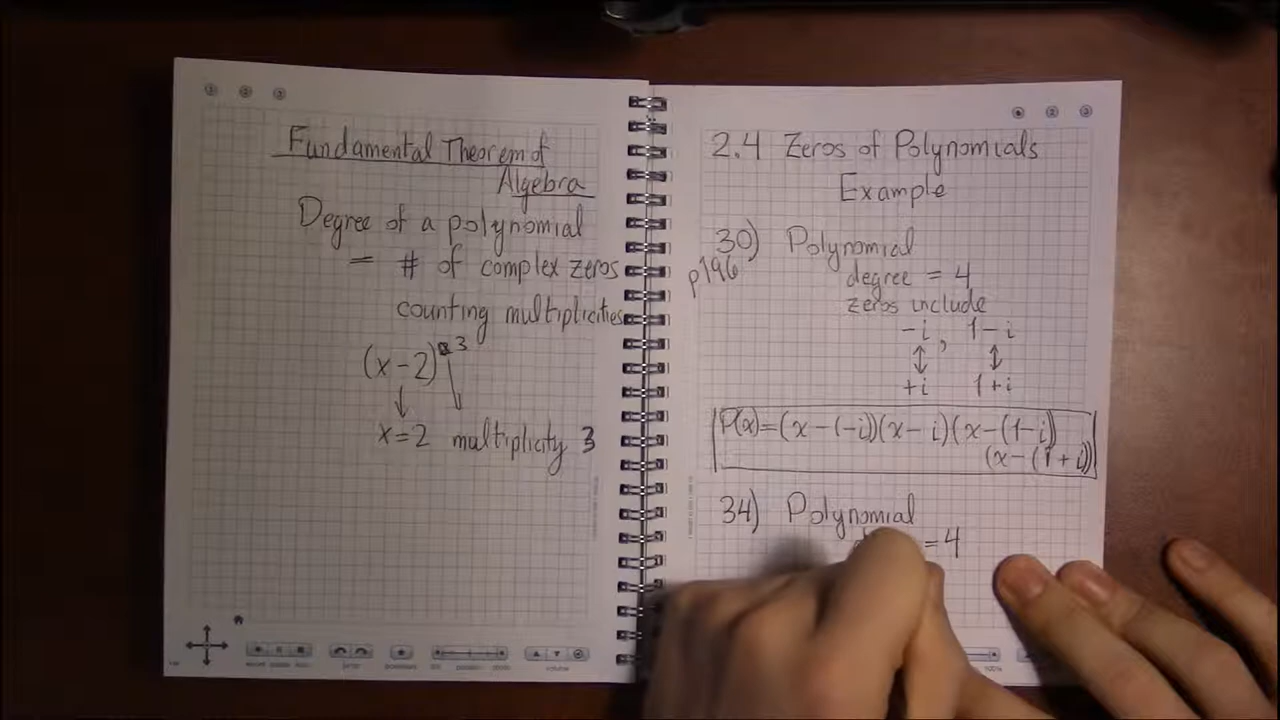 Fundamental Theorem of
Algebra
Degree of a polynomial
= # of complex zeros
counting multiplicities
(x-2)³
↓
x=2 multiplicity 3
2.4 Zeros of Polynomials
Example
30) Polynomial
p196
degree = 4
zeros include
-i, 1-i
↕ ↕
+i 1+i
P(x)=(x-(-i))(x-i)(x-(1-i)
(x-(1+i))
34) Polynomial
=4